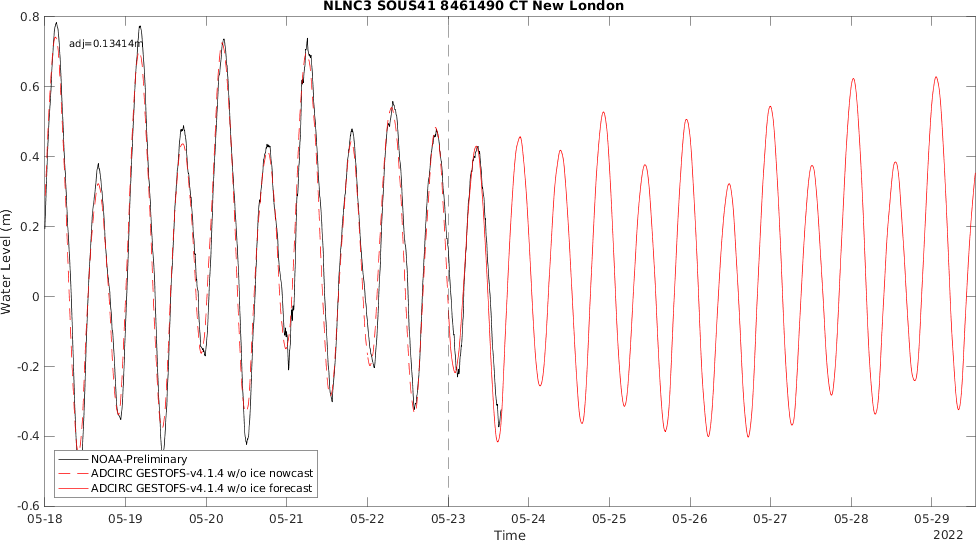 NLNC3 SOUS41 8461490 CT New London
adj=0.13414m
0.8
0.6
0.4
0.2
0
-0.2
-0.4
-0.6
Water Level (m)
NOAA-Preliminary
ADCIRC GESTOFS-v4.1.4 w/o ice nowcast
ADCIRC GESTOFS-v4.1.4 w/o ice forecast
05-18 05-19 05-20 05-21 05-22 05-23 05-24 05-25 05-26 05-27 05-28 05-29
Time
2022